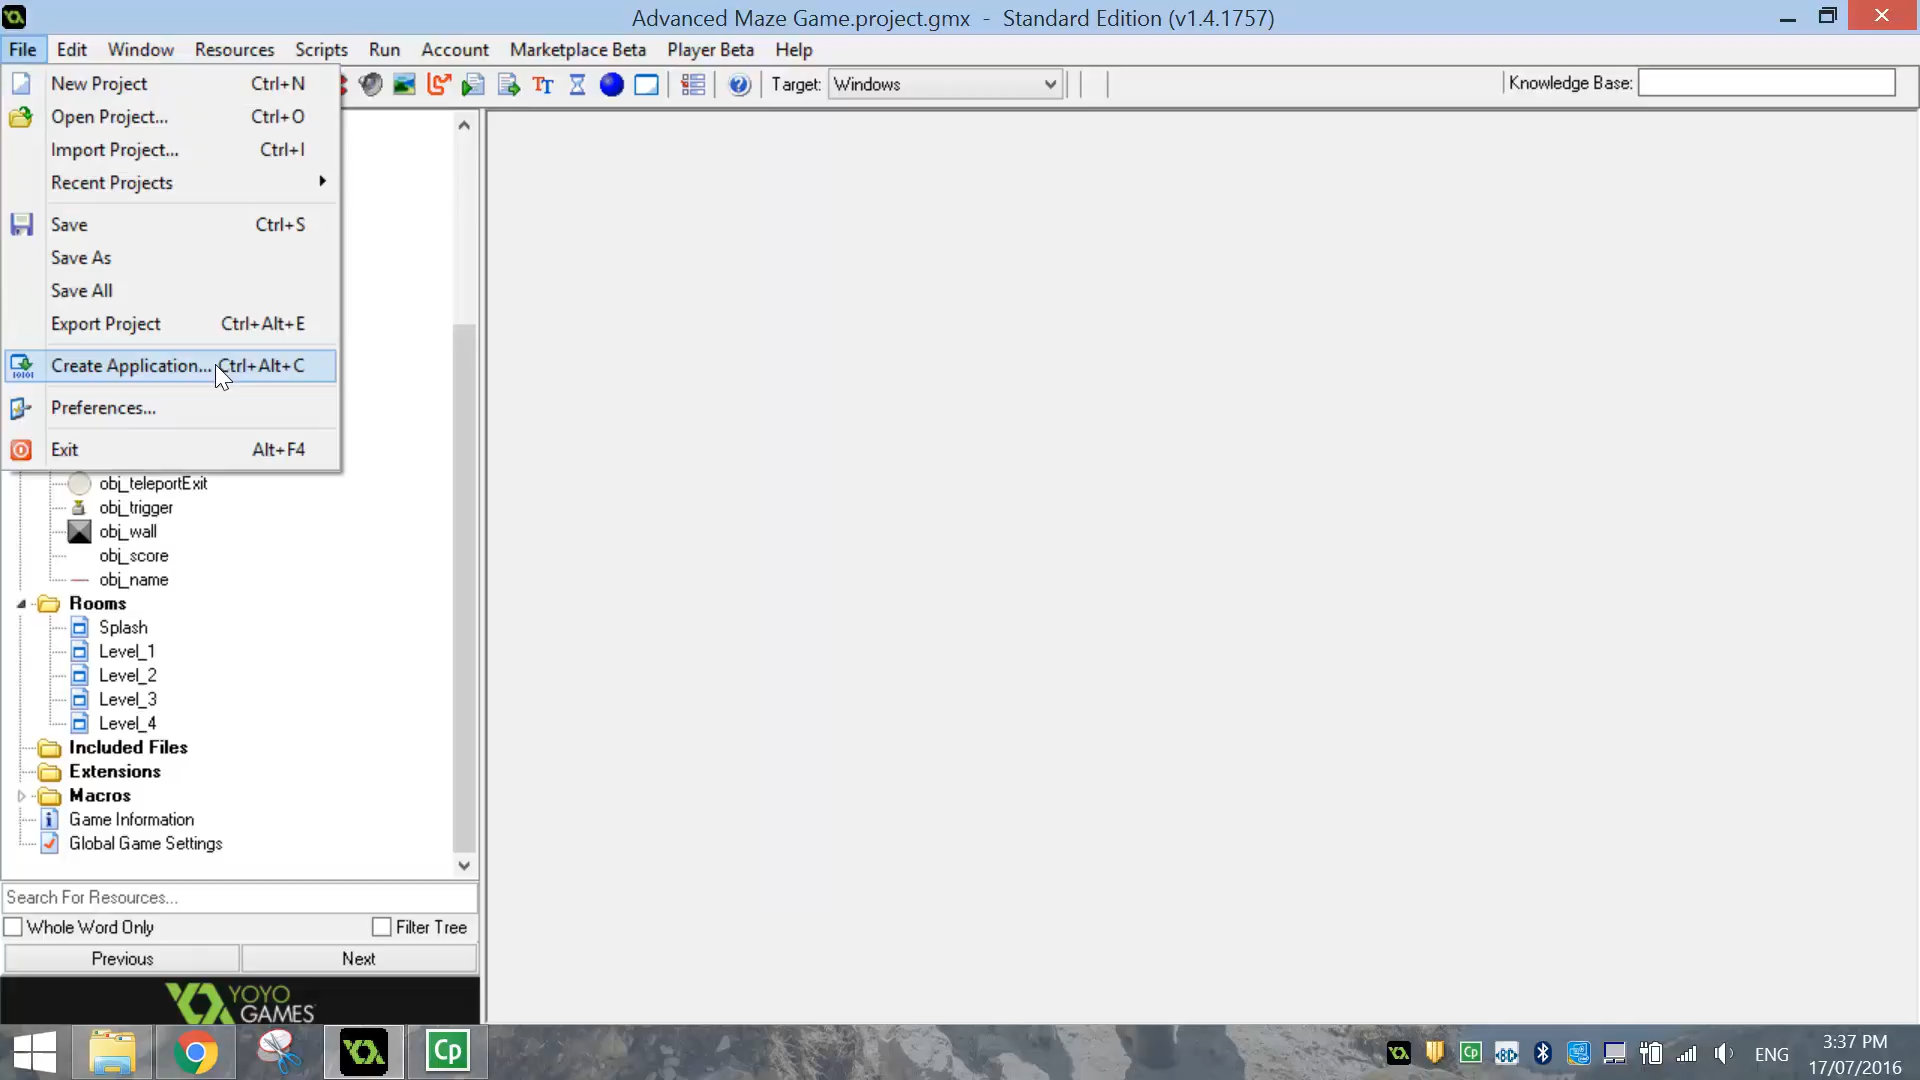 Advanced Maze Game.project.gmx - Standard Edition (v1.4.1757)
File Edit Window Resources Scripts Run Account Marketplace Beta Player Beta Help
Target: Windows
Knowledge Base:
New Project Ctrl+N
Open Project... Ctrl+O
Import Project... Ctrl+I
Recent Projects
Save Ctrl+S
Save As
Save All
Export Project Ctrl+Alt+E
Create Application... Ctrl+Alt+C
Preferences...
Exit Alt+F4
obj_teleportExit
obj_trigger
obj_wall
obj_score
obj_name
Rooms
Splash
Level_1
Level_2
Level_3
Level_4
Included Files
Extensions
Macros
Game Information
Global Game Settings
Search For Resources...
Whole Word Only Filter Tree
Previous Next
YOYO
GAMES
Cp
Cp
ENG
3:37 PM
17/07/2016